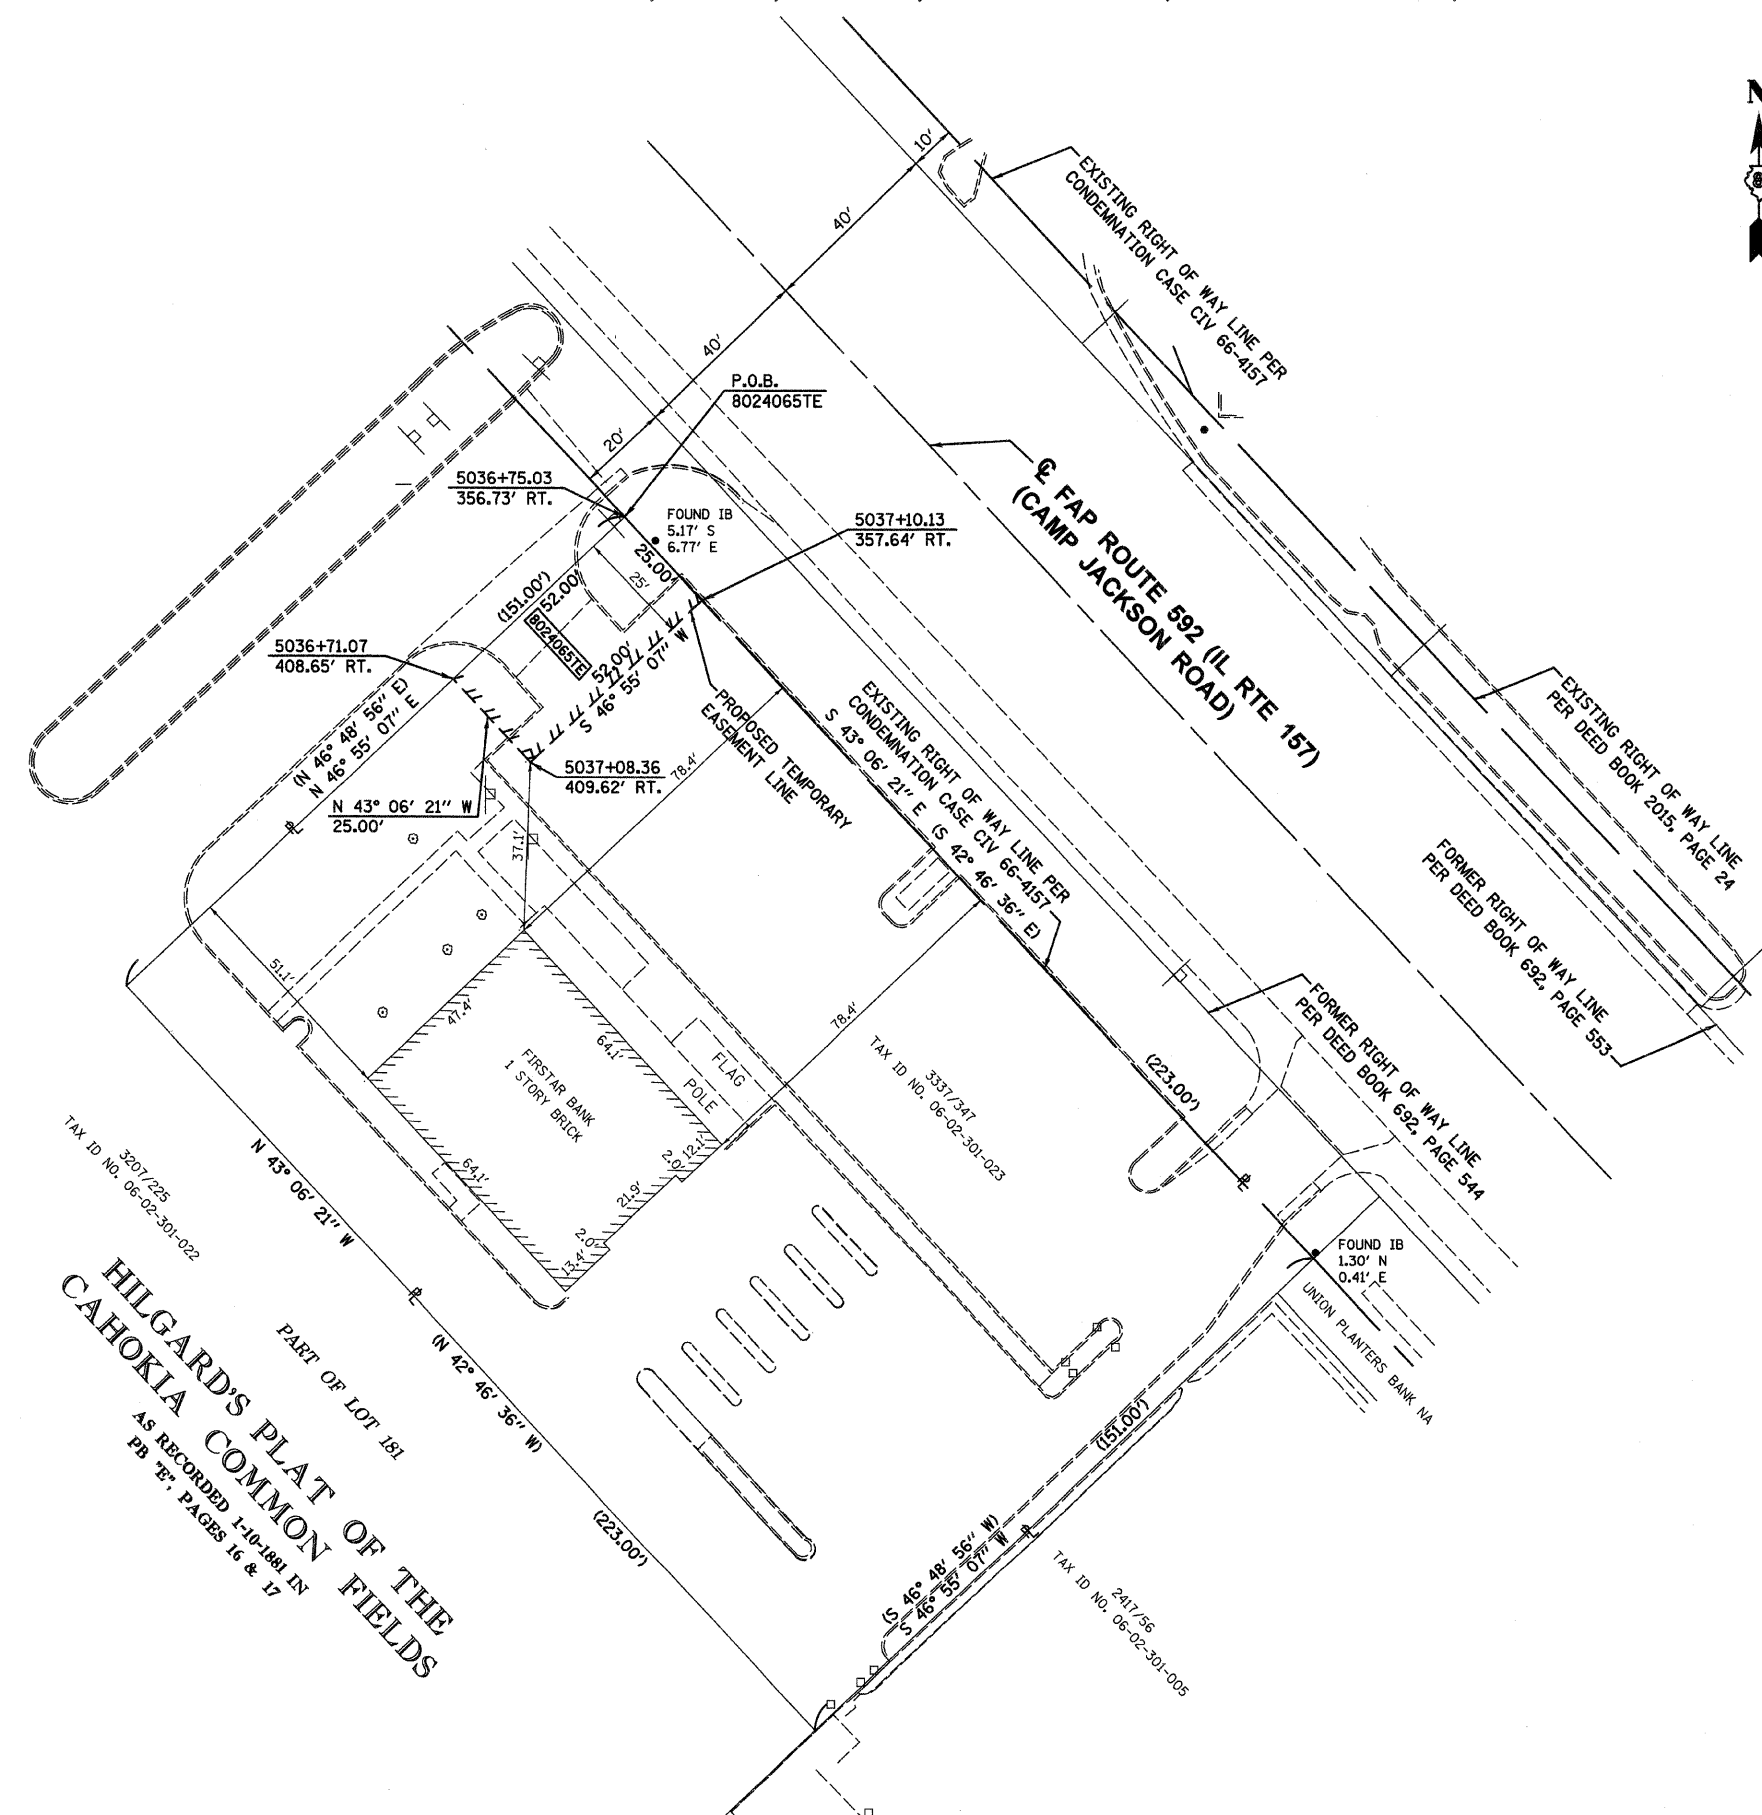 N
10'
40'
40'
20'
EXISTING RIGHT OF WAY LINE PER
CONDEMNATION CASE CIV 66-4157
P.O.B.
8024065TE
5036+75.03
356.73' RT.
FOUND IB
5.17' S
6.77' E
5037+10.13
357.64' RT.
25.00'
25'
(151.00')
52.00'
8024065TE
52.00'
S 46° 55' 07" W
℄ FAP ROUTE 592 (IL RTE 157)
(CAMP JACKSON ROAD)
5036+71.07
408.65' RT.
(N 46° 48' 56" E)
N 46° 55' 07" E
5037+08.36
409.62' RT.
N 43° 06' 21" W
25.00'
PROPOSED TEMPORARY
EASEMENT LINE
78.4'
EXISTING RIGHT OF WAY LINE PER
CONDEMNATION CASE CIV 66-4157
S 43° 06' 21" E (S 42° 46' 36" E)
EXISTING RIGHT OF WAY LINE
PER DEED BOOK 2015, PAGE 24
FORMER RIGHT OF WAY LINE
PER DEED BOOK 692, PAGE 553
37.1'
51.1'
47.4'
64.1'
FIRSTAR BANK
1 STORY BRICK
64.1'
FLAG
POLE
78.4'
2.0'
12.1'
21.9'
2.0'
13.4'
3337/347
TAX ID NO. 06-02-301-023
FORMER RIGHT OF WAY LINE
PER DEED BOOK 692, PAGE 544
(223.00')
℄
FOUND IB
1.30' N
0.41' E
UNION PLANTERS BANK NA
3207/225
TAX ID NO. 06-02-301-022
N 43° 06' 21" W
(N 42° 46' 36" W)
(223.00')
HILGARD'S PLAT OF THE
CAHOKIA COMMON FIELDS
AS RECORDED 1-10-1881 IN
PB "E", PAGES 16 & 17
PART OF LOT 181
(151.00')
(S 46° 48' 56" W)
S 46° 55' 07" W
2417/56
TAX ID NO. 06-02-301-005